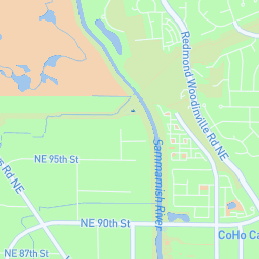 Redmond Woodinville Rd NE
Sammamish River
NE 95th St
Rd NE
NE 90th St
CoHo Ca
NE 87th St